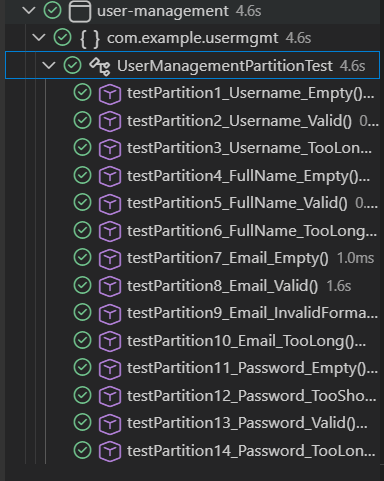 user-management 4.6s
{ } com.example.usermgmt 4.6s
UserManagementPartitionTest 4.6s
testPartition1_Username_Empty()...
testPartition2_Username_Valid() 0...
testPartition3_Username_TooLon...
testPartition4_FullName_Empty()...
testPartition5_FullName_Valid() 0....
testPartition6_FullName_TooLong...
testPartition7_Email_Empty() 1.0ms
testPartition8_Email_Valid() 1.6s
testPartition9_Email_InvalidForma...
testPartition10_Email_TooLong()...
testPartition11_Password_Empty()...
testPartition12_Password_TooSho...
testPartition13_Password_Valid()...
testPartition14_Password_TooLon...